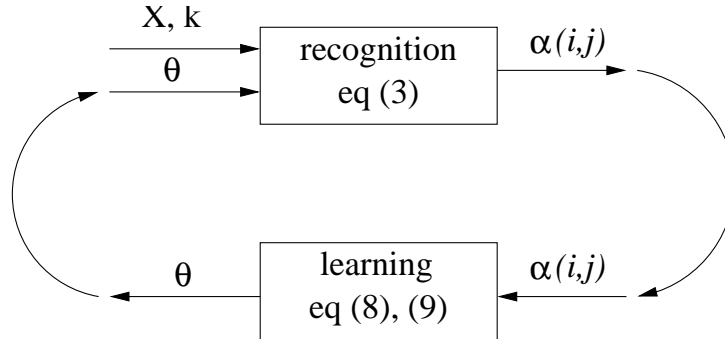 X, k
θ
recognition
eq (3)
α(i,j)
θ
learning
eq (8), (9)
α(i,j)